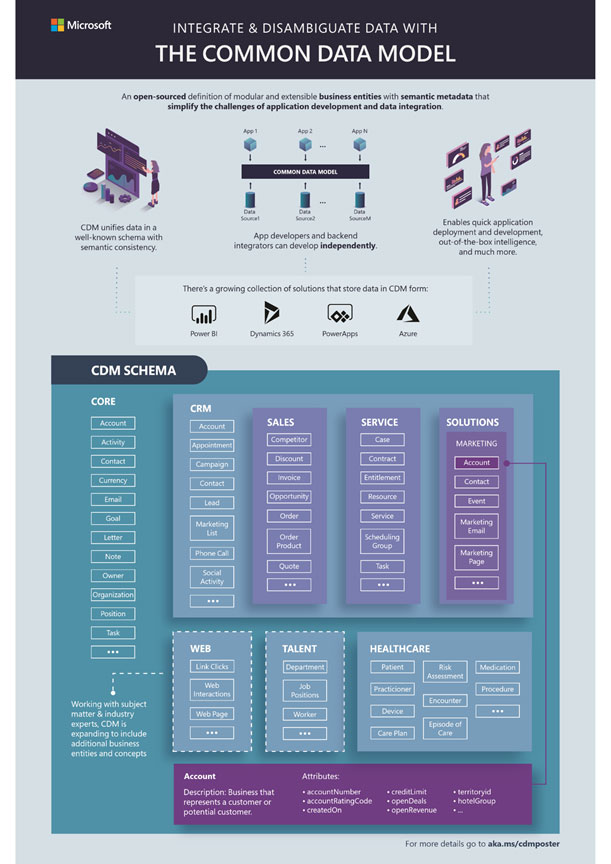 Microsoft
INTEGRATE & DISAMBIGUATE DATA WITH
THE COMMON DATA MODEL
An open-sourced definition of modular and extensible business entities with semantic metadata that
simplify the challenges of application development and data integration.
CDM unifies data in a
well-known schema with
semantic consistency.
App 1
App 2
...
App N
COMMON DATA MODEL
Data
Source1
Data
Source2
...
Data
SourceM
App developers and backend
integrators can develop independently.
Enables quick application
deployment and development,
out-of-the-box intelligence,
and much more.
There's a growing collection of solutions that store data in CDM form:
Power BI
Dynamics 365
PowerApps
Azure
CDM SCHEMA
CORE
Account
Activity
Contact
Currency
Email
Goal
Letter
Note
Owner
Organization
Position
Task
•••
CRM
Account
Appointment
Campaign
Contact
Lead
Marketing
List
Phone Call
Social
Activity
•••
SALES
Competitor
Discount
Invoice
Opportunity
Order
Order
Product
Quote
•••
SERVICE
Case
Contract
Entitlement
Resource
Service
Scheduling
Group
Task
•••
SOLUTIONS
MARKETING
Account
Contact
Event
Marketing
Email
Marketing
Page
•••
WEB
Link Clicks
Web
Interactions
Web Page
•••
TALENT
Department
Job
Positions
Worker
•••
HEALTHCARE
Patient
Practicioner
Device
Care Plan
Risk
Assessment
Encounter
Episode of
Care
Medication
Procedure
•••
Working with subject
matter & industry
experts, CDM is
expanding to include
additional business
entities and concepts
Account
Description: Business that
represents a customer or
potential customer.
Attributes:
• accountNumber
• accountRatingCode
• createdOn
• creditLimit
• openDeals
• openRevenue
• territoryid
• hotelGroup
• ...
For more details go to aka.ms/cdmposter